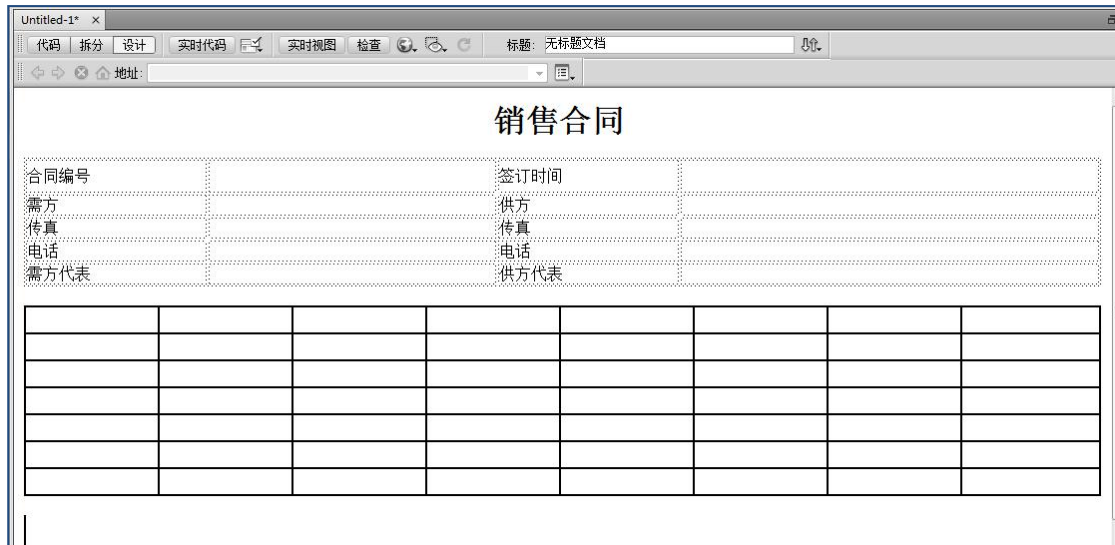 Untitled-1* ×
代码 拆分 设计 实时代码 实时视图 检查 标题: 无标题文档
地址:
销售合同
合同编号 签订时间
需方 供方
传真 传真
电话 电话
需方代表 供方代表